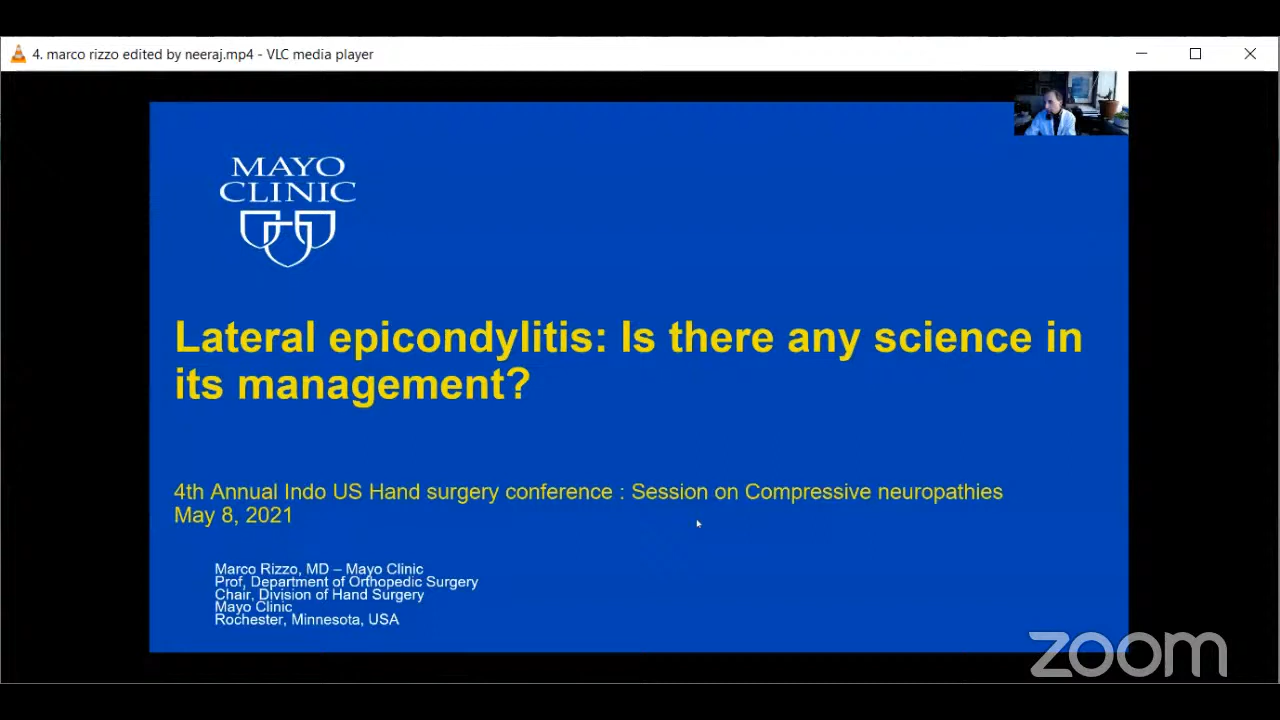 4. marco rizzo edited by neeraj.mp4 - VLC media player
MAYO
CLINIC
Lateral epicondylitis: Is there any science in
its management?
4th Annual Indo US Hand surgery conference : Session on Compressive neuropathies
May 8, 2021
Marco Rizzo, MD – Mayo Clinic
Prof, Department of Orthopedic Surgery
Chair, Division of Hand Surgery
Mayo Clinic
Rochester, Minnesota, USA
zoom